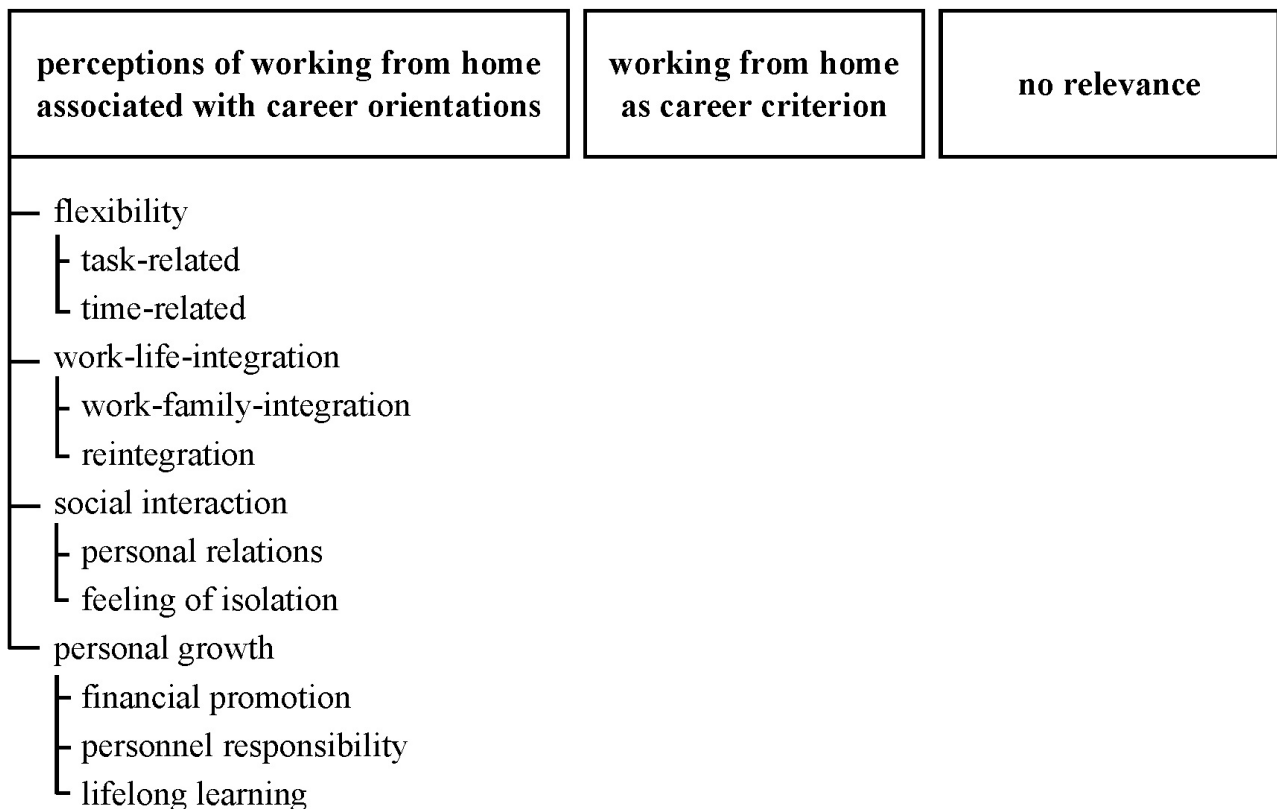 perceptions of working from home
associated with career orientations
working from home
as career criterion
no relevance
flexibility
task-related
time-related
work-life-integration
work-family-integration
reintegration
social interaction
personal relations
feeling of isolation
personal growth
financial promotion
personnel responsibility
lifelong learning